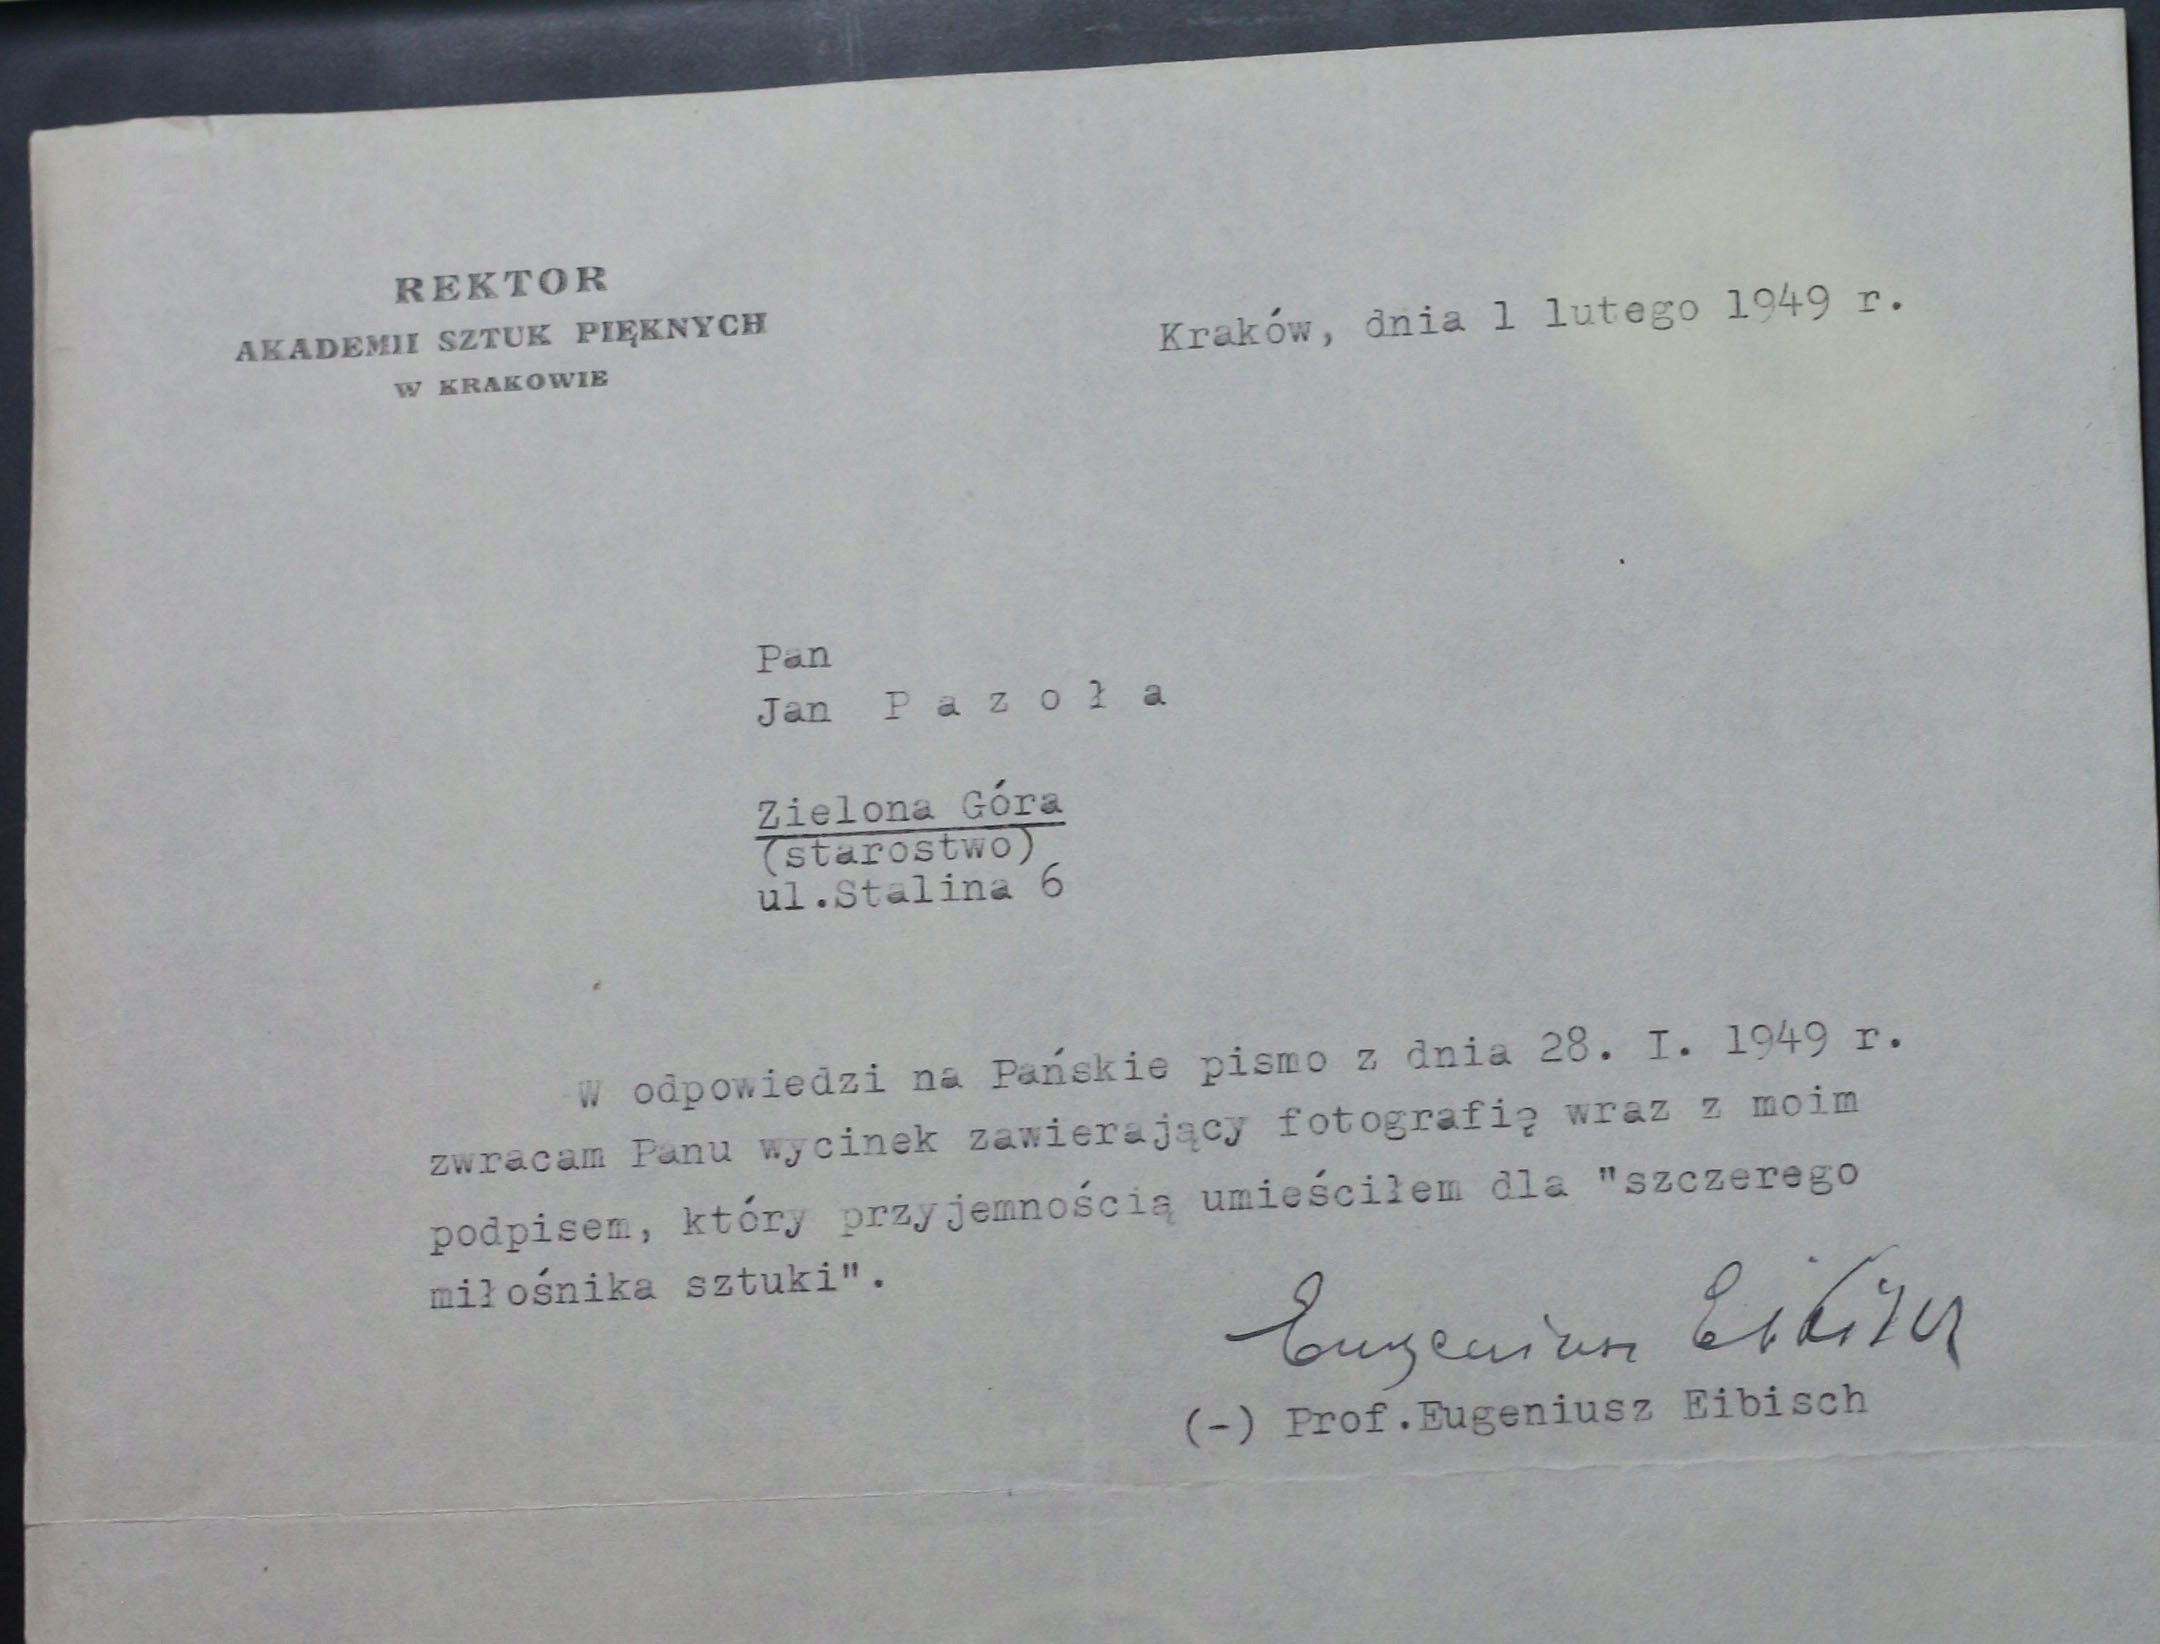 REKTOR
AKADEMII SZTUK PIĘKNYCH
W KRAKOWIE
Kraków, dnia 1 lutego 1949 r.
Pan
Jan P a z o ł a
Zielona Góra
(starostwo)
ul.Stalina 6
W odpowiedzi na Pańskie pismo z dnia 28. I. 1949 r.
zwracam Panu wycinek zawierający fotografię wraz z moim
podpisem, który przyjemnością umieściłem dla "szczerego
miłośnika sztuki".
Eugeniusz Eibisch
(-) Prof.Eugeniusz Eibisch